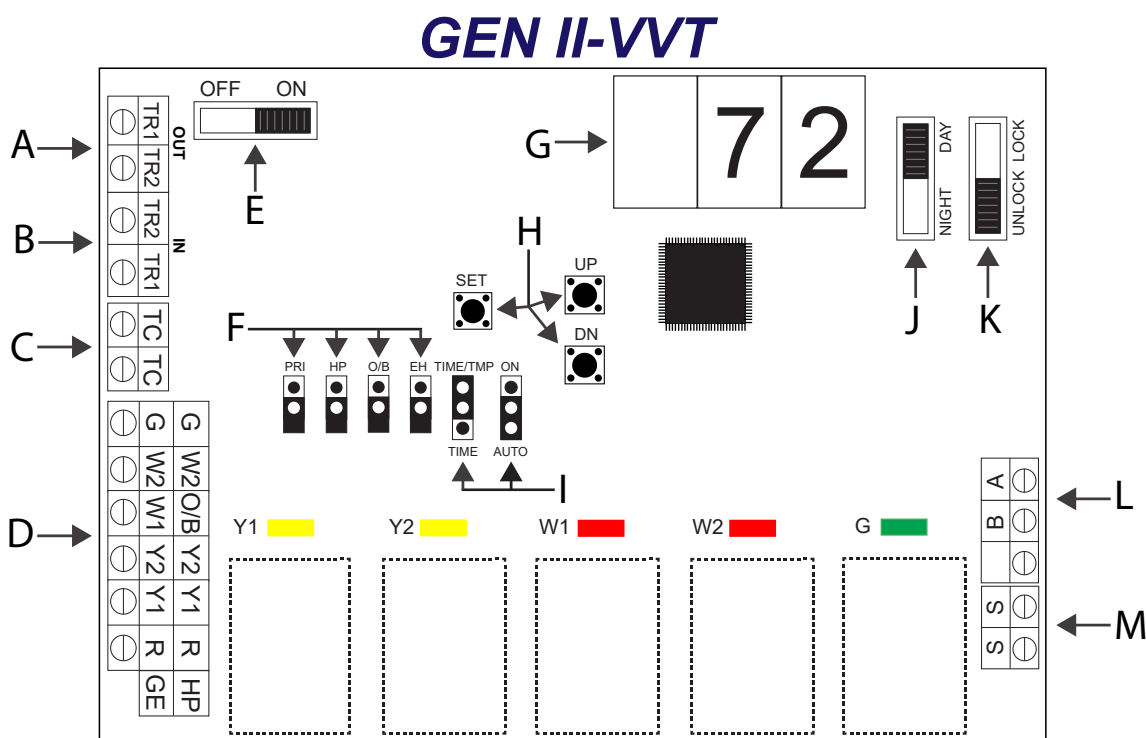 GEN II-VVT
OFF ON
A
TR1
TR2
OUT
B
TR2
TR1
IN
C
TC
TC
D
G G
W2 W2
W1 O/B
Y2 Y2
Y1 Y1
R R
GE HP
E
G
72
DAY
NIGHT
LOCK
UNLOCK
J
K
H
SET
UP
DN
F
PRI HP O/B EH TIME/TMP ON
TIME AUTO
I
Y1 Y2 W1 W2 G
A
B
L
S
S
M